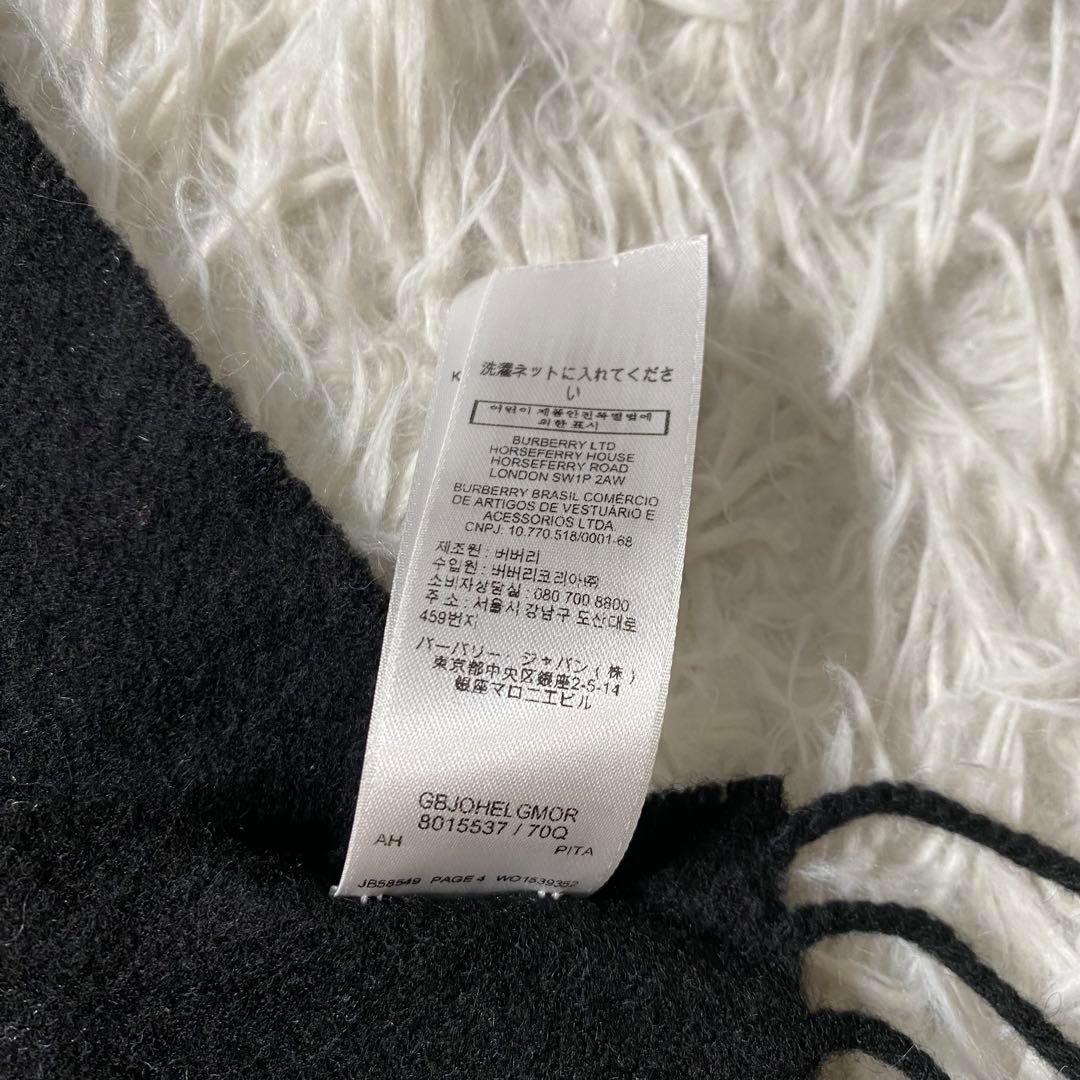 K
洗濯ネットに入れてくださ
い
어린이 제품안전특별법에
의한 표시
BURBERRY LTD
HORSEFERRY HOUSE
HORSEFERRY ROAD
LONDON SW1P 2AW
BURBERRY BRASIL COMÉRCIO
DE ARTIGOS DE VESTUÁRIO E
ACESSORIOS LTDA.
CNPJ: 10.770.518/0001-68
제조원 : 버버리
수입원 : 버버리코리아㈜
소비자상담실 : 080 700 8800
주 소 : 서울시 강남구 도산대로
459번지
バーバリー・ジャパン(株)
東京都中央区銀座2-5-14
銀座マロニエビル
GBJOHELGMOR
8015537 / 70Q
AH
PITA
JB58549 PAGE 4 WO1539352